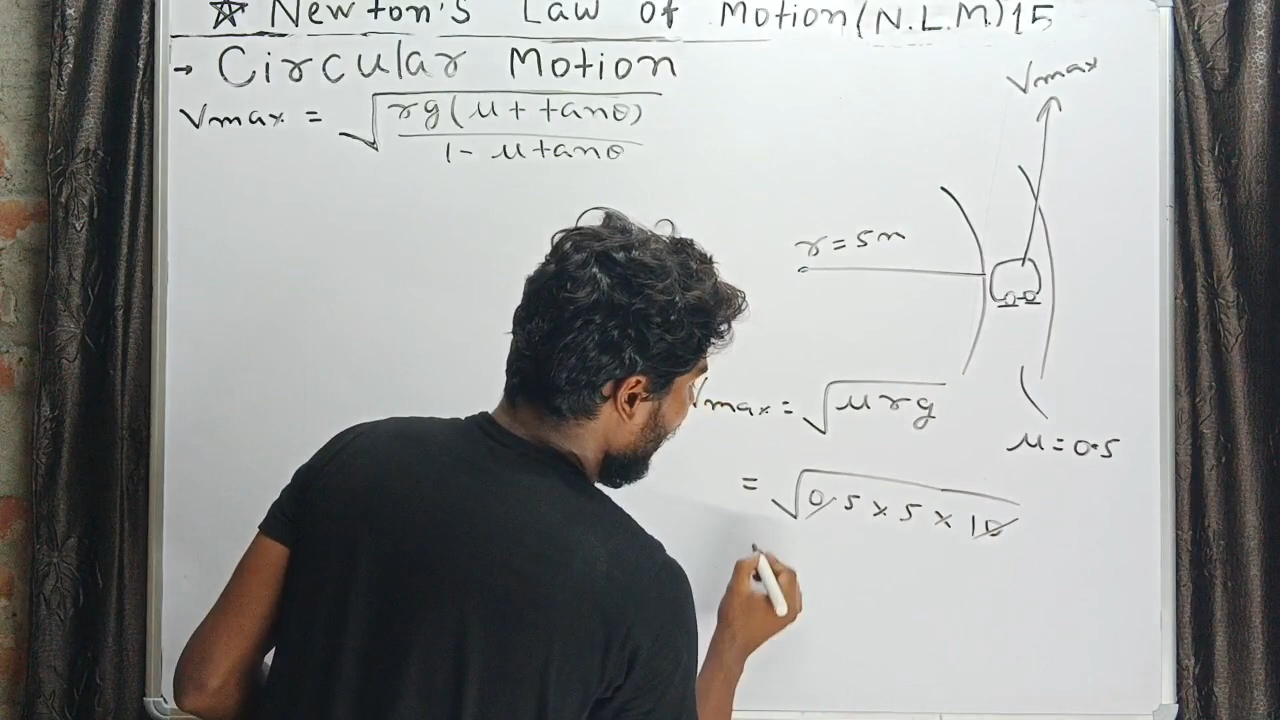 ☆ Newton's Law of Motion(N.L.M.)15
→ Circular Motion
Vmax = √rg(μ + tanθ)
1 - μtanθ
Vmax
r = 5m
Vmax = √μrg
μ = 0.5
= √0.5 × 5 × 10